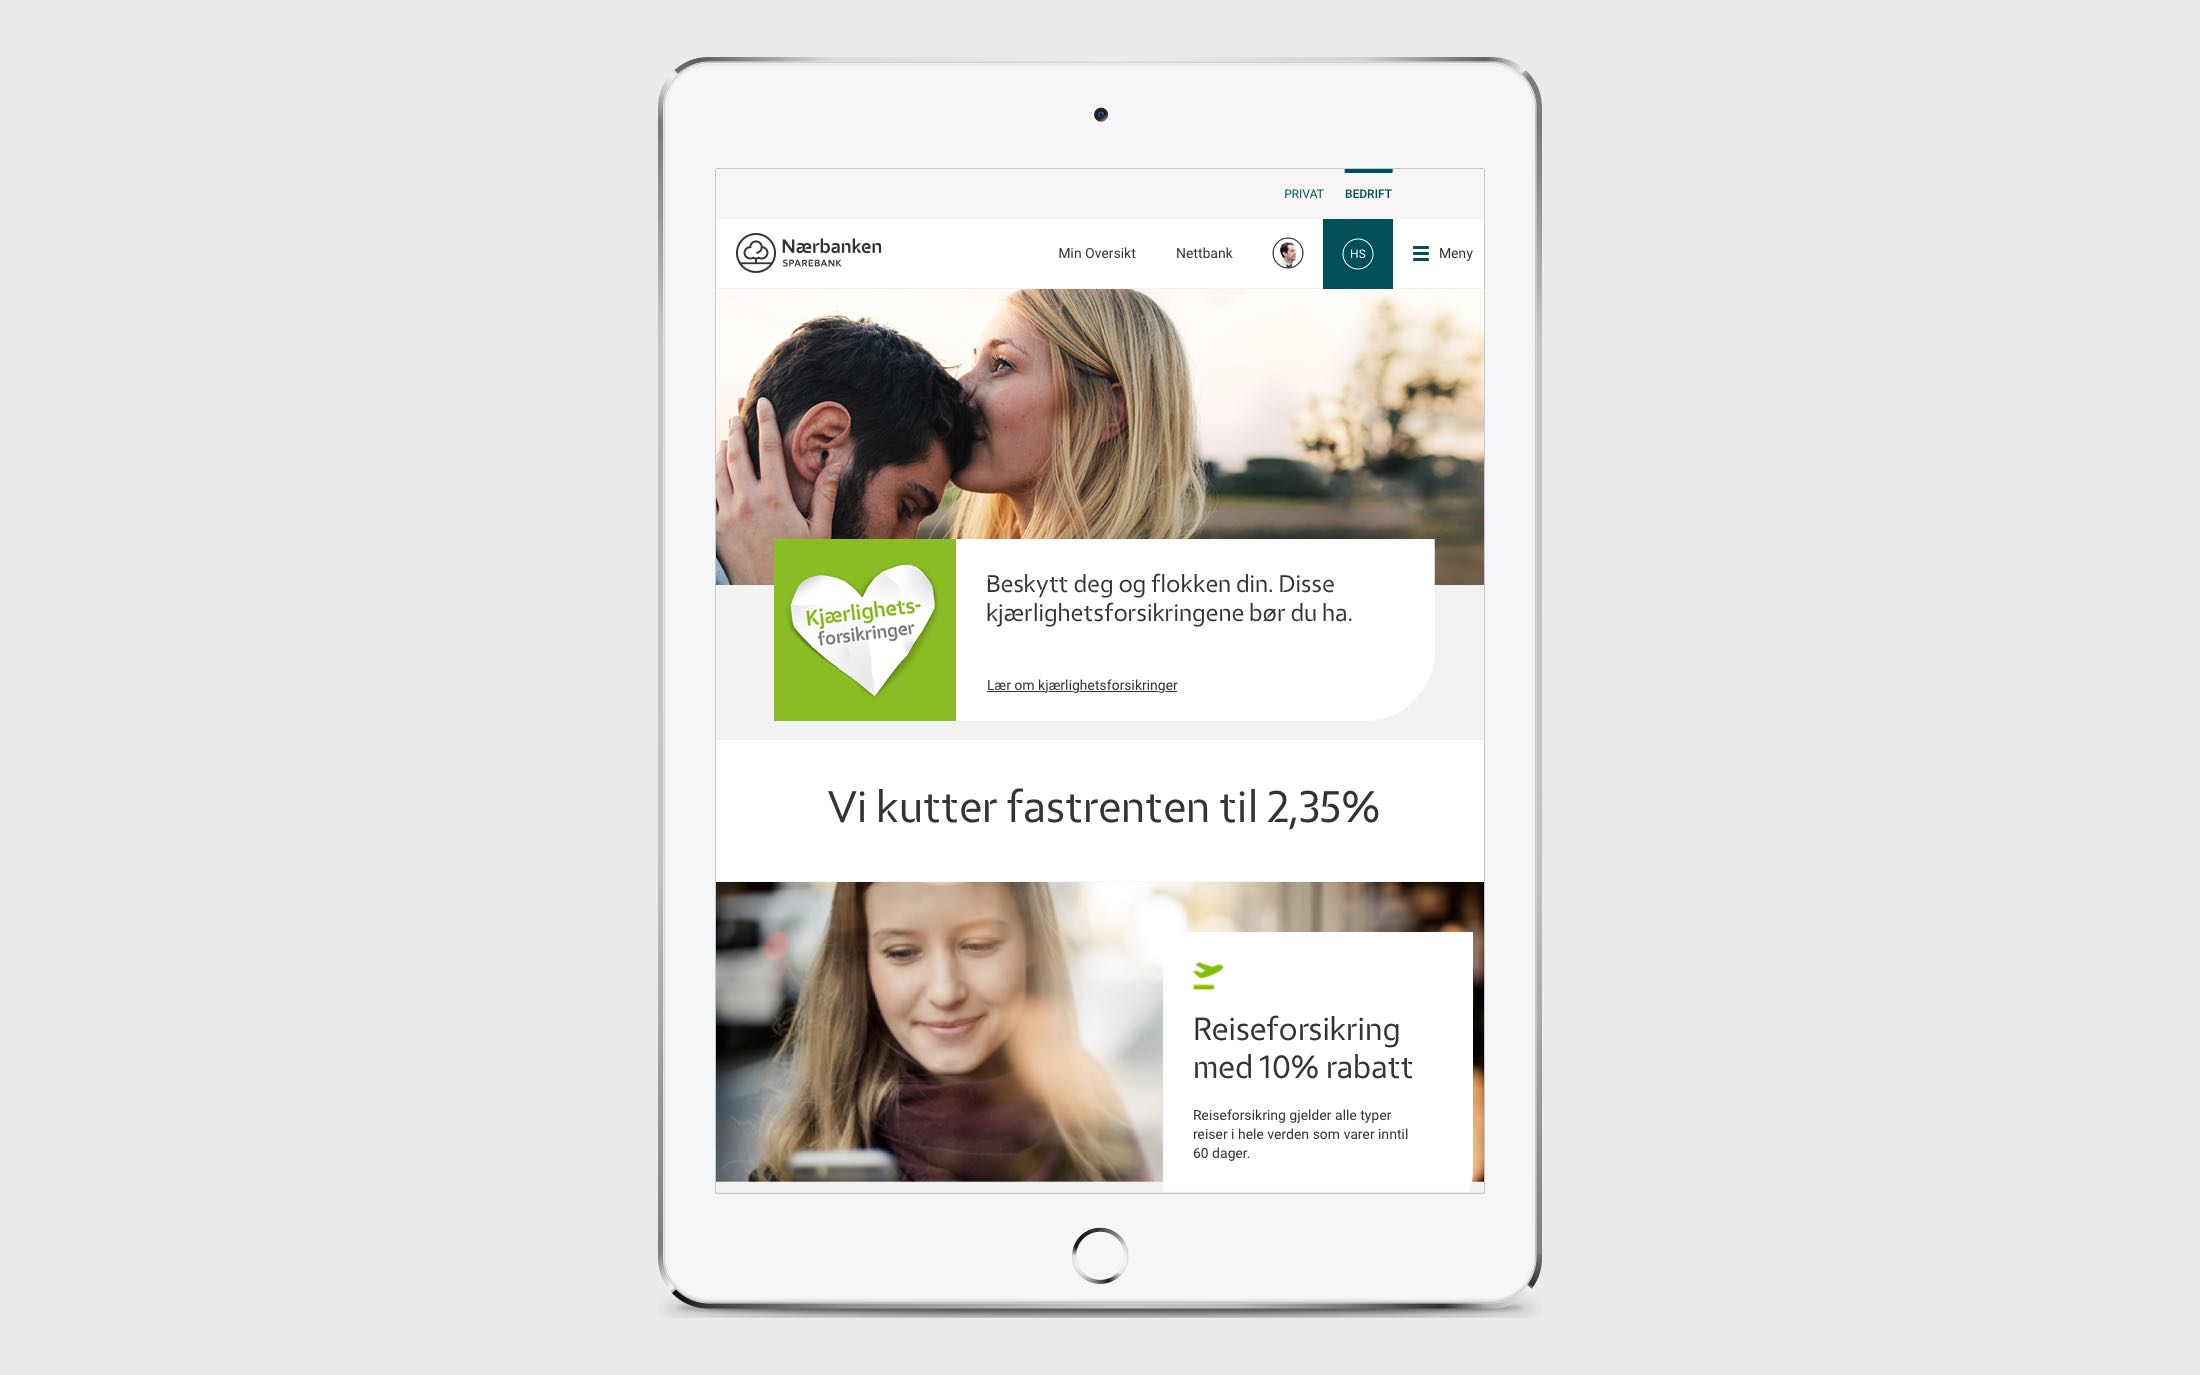 PRIVAT BEDRIFT
Nærbanken
SPAREBANK
Min Oversikt Nettbank HS Meny
Kjærlighets-
forsikringer
Beskytt deg og flokken din. Disse
kjærlighetsforsikringene bør du ha.
Lær om kjærlighetsforsikringer
Vi kutter fastrenten til 2,35%
Reiseforsikring
med 10% rabatt
Reiseforsikring gjelder alle typer
reiser i hele verden som varer inntil
60 dager.